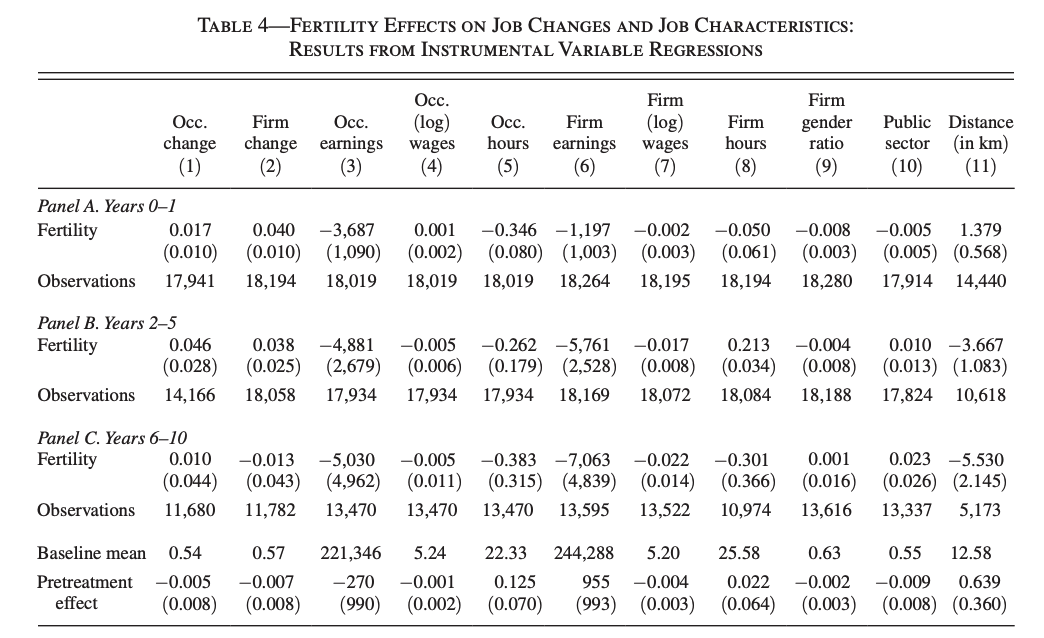 TABLE 4—FERTILITY EFFECTS ON JOB CHANGES AND JOB CHARACTERISTICS:
RESULTS FROM INSTRUMENTAL VARIABLE REGRESSIONS
Occ. Firm
Occ. Firm Occ. (log) Occ. Firm (log) Firm gender Public Distance
change change earnings wages hours earnings wages hours ratio sector (in km)
(1) (2) (3) (4) (5) (6) (7) (8) (9) (10) (11)
Panel A. Years 0–1
Fertility 0.017 0.040 −3,687 0.001 −0.346 −1,197 −0.002 −0.050 −0.008 −0.005 1.379
(0.010) (0.010) (1,090) (0.002) (0.080) (1,003) (0.003) (0.061) (0.003) (0.005) (0.568)
Observations 17,941 18,194 18,019 18,019 18,019 18,264 18,195 18,194 18,280 17,914 14,440
Panel B. Years 2–5
Fertility 0.046 0.038 −4,881 −0.005 −0.262 −5,761 −0.017 0.213 −0.004 0.010 −3.667
(0.028) (0.025) (2,679) (0.006) (0.179) (2,528) (0.008) (0.034) (0.008) (0.013) (1.083)
Observations 14,166 18,058 17,934 17,934 17,934 18,169 18,072 18,084 18,188 17,824 10,618
Panel C. Years 6–10
Fertility 0.010 −0.013 −5,030 −0.005 −0.383 −7,063 −0.022 −0.301 0.001 0.023 −5.530
(0.044) (0.043) (4,962) (0.011) (0.315) (4,839) (0.014) (0.366) (0.016) (0.026) (2.145)
Observations 11,680 11,782 13,470 13,470 13,470 13,595 13,522 10,974 13,616 13,337 5,173
Baseline mean 0.54 0.57 221,346 5.24 22.33 244,288 5.20 25.58 0.63 0.55 12.58
Pretreatment −0.005 −0.007 −270 −0.001 0.125 955 −0.004 0.022 −0.002 −0.009 0.639
effect (0.008) (0.008) (990) (0.002) (0.070) (993) (0.003) (0.064) (0.003) (0.008) (0.360)